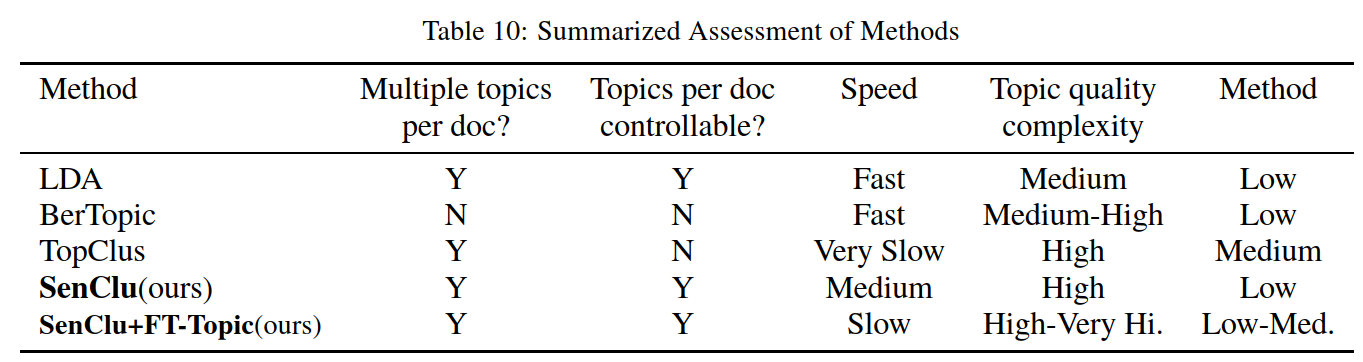 Table 10: Summarized Assessment of Methods
Method Multiple topics Topics per doc Speed Topic quality Method
per doc? controllable? complexity
LDA Y Y Fast Medium Low
BerTopic N N Fast Medium-High Low
TopClus Y N Very Slow High Medium
SenClu(ours) Y Y Medium High Low
SenClu+FT-Topic(ours) Y Y Slow High-Very Hi. Low-Med.